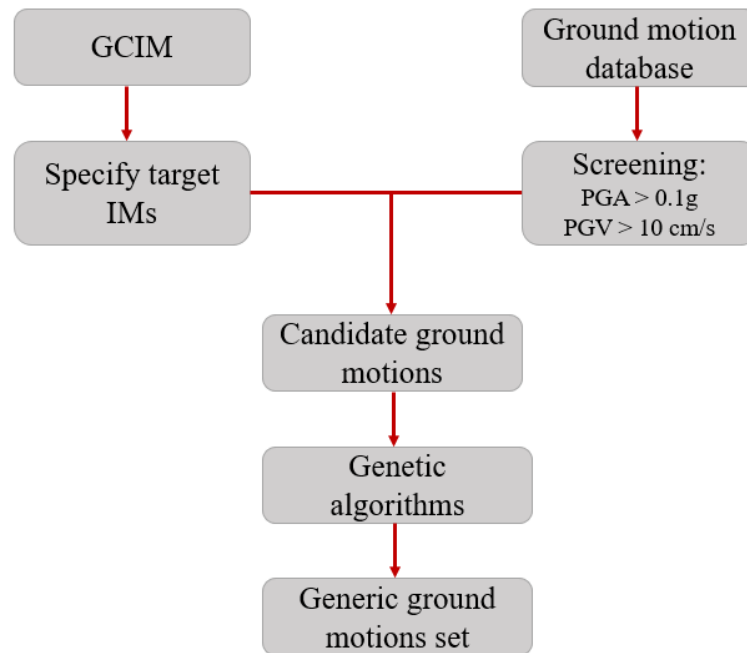 GCIM
Ground motion
database
Specify target
IMs
Screening:
PGA > 0.1g
PGV > 10 cm/s
Candidate ground
motions
Genetic
algorithms
Generic ground
motions set